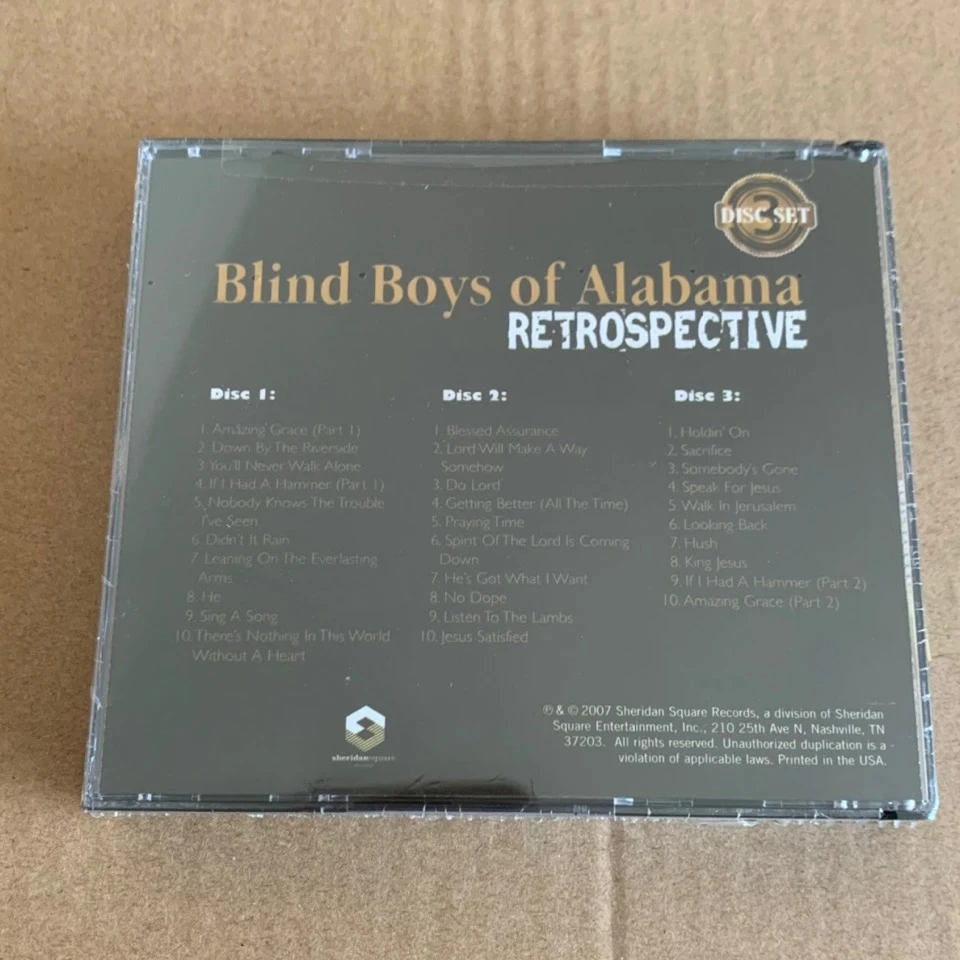 3
DISC SET
Blind Boys of Alabama
RETROSPECTIVE
Disc 1:
1. Amazing Grace (Part 1)
2. Down By The Riverside
3. You'll Never Walk Alone
4. If I Had A Hammer (Part 1)
5. Nobody Knows The Trouble
I've Seen
6. Didn't It Rain
7. Leaning On The Everlasting
Arms
8. He
9. Sing A Song
10. There's Nothing In This World
Without A Heart
Disc 2:
1. Blessed Assurance
2. Lord Will Make A Way
Somehow
3. Do Lord
4. Getting Better (All The Time)
5. Praying Time
6. Spirit Of The Lord Is Coming
Down
7. He's Got What I Want
8. No Dope
9. Listen To The Lambs
10. Jesus Satisfied
Disc 3:
1. Holdin' On
2. Sacrifice
3. Somebody's Gone
4. Speak For Jesus
5. Walk In Jerusalem
6. Looking Back
7. Hush
8. King Jesus
9. If I Had A Hammer (Part 2)
10. Amazing Grace (Part 2)
sheridansquare
℗ & © 2007 Sheridan Square Records, a division of Sheridan
Square Entertainment, Inc., 210 25th Ave N, Nashville, TN
37203. All rights reserved. Unauthorized duplication is a
violation of applicable laws. Printed in the USA.